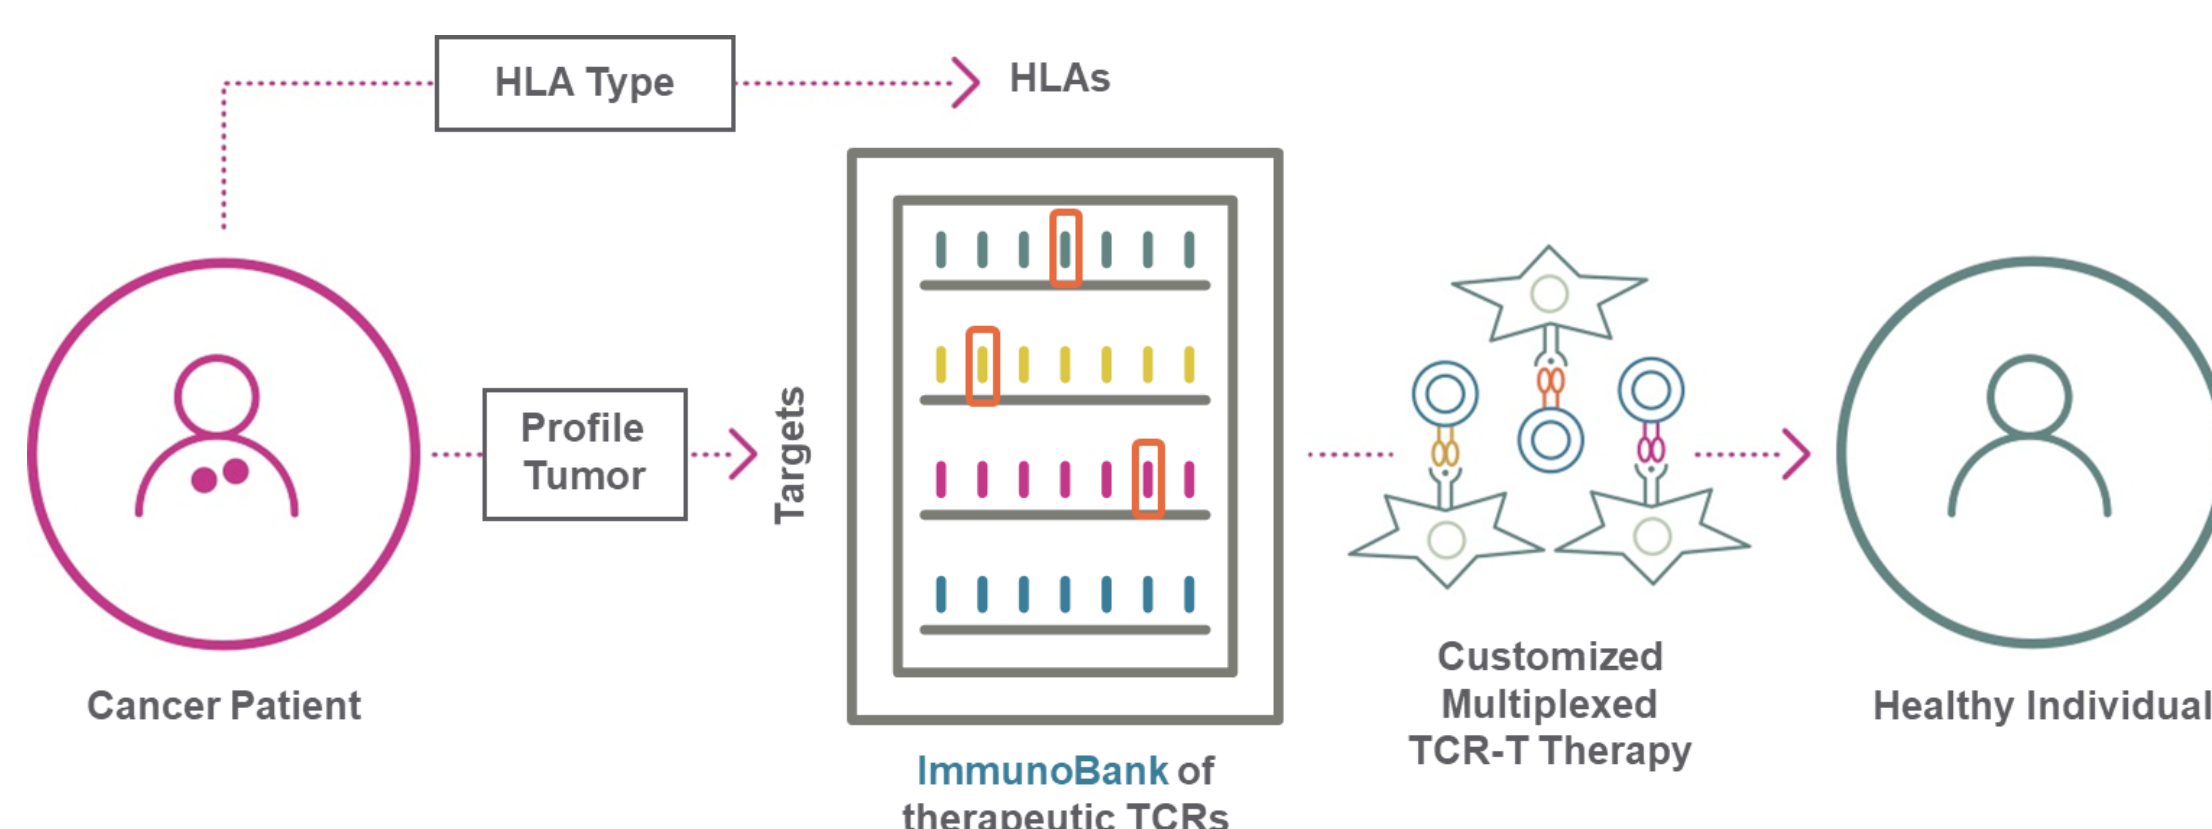 HLA Type
HLAs
Profile
Tumor
Targets
Cancer Patient
ImmunoBank of
therapeutic TCRs
Customized
Multiplexed
TCR-T Therapy
Healthy Individual